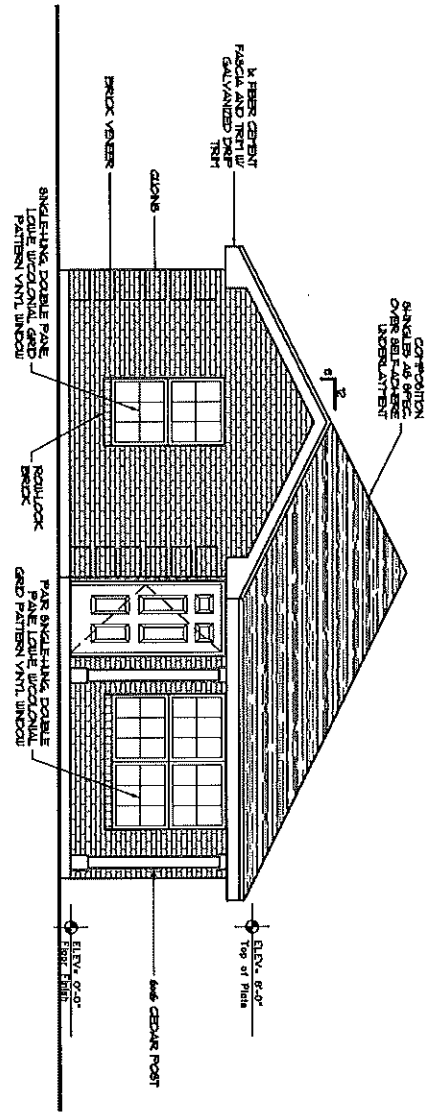 1x FIBER CEMENT
FASCIA AND TRIM W/
GALVANIZED DRIP
TRIM
QUOINS
BRICK VENEER
SINGLE-HUNG DOUBLE PANE
LOW-E W/COLONIAL GRID
PATTERN VINYL WINDOW
COMPOSITION
SHINGLES AS SPEC.
OVER SELF-ADHERE
UNDERLAYMENT
12
ROWLOCK
BRICK
PAIR SINGLE-HUNG DOUBLE
PANE LOW-E W/COLONIAL
GRID PATTERN VINYL WINDOW
ELEV= 8'-0"
Top of Plate
6x6 CEDAR POST
ELEV= 0'-0"
Floor Finish